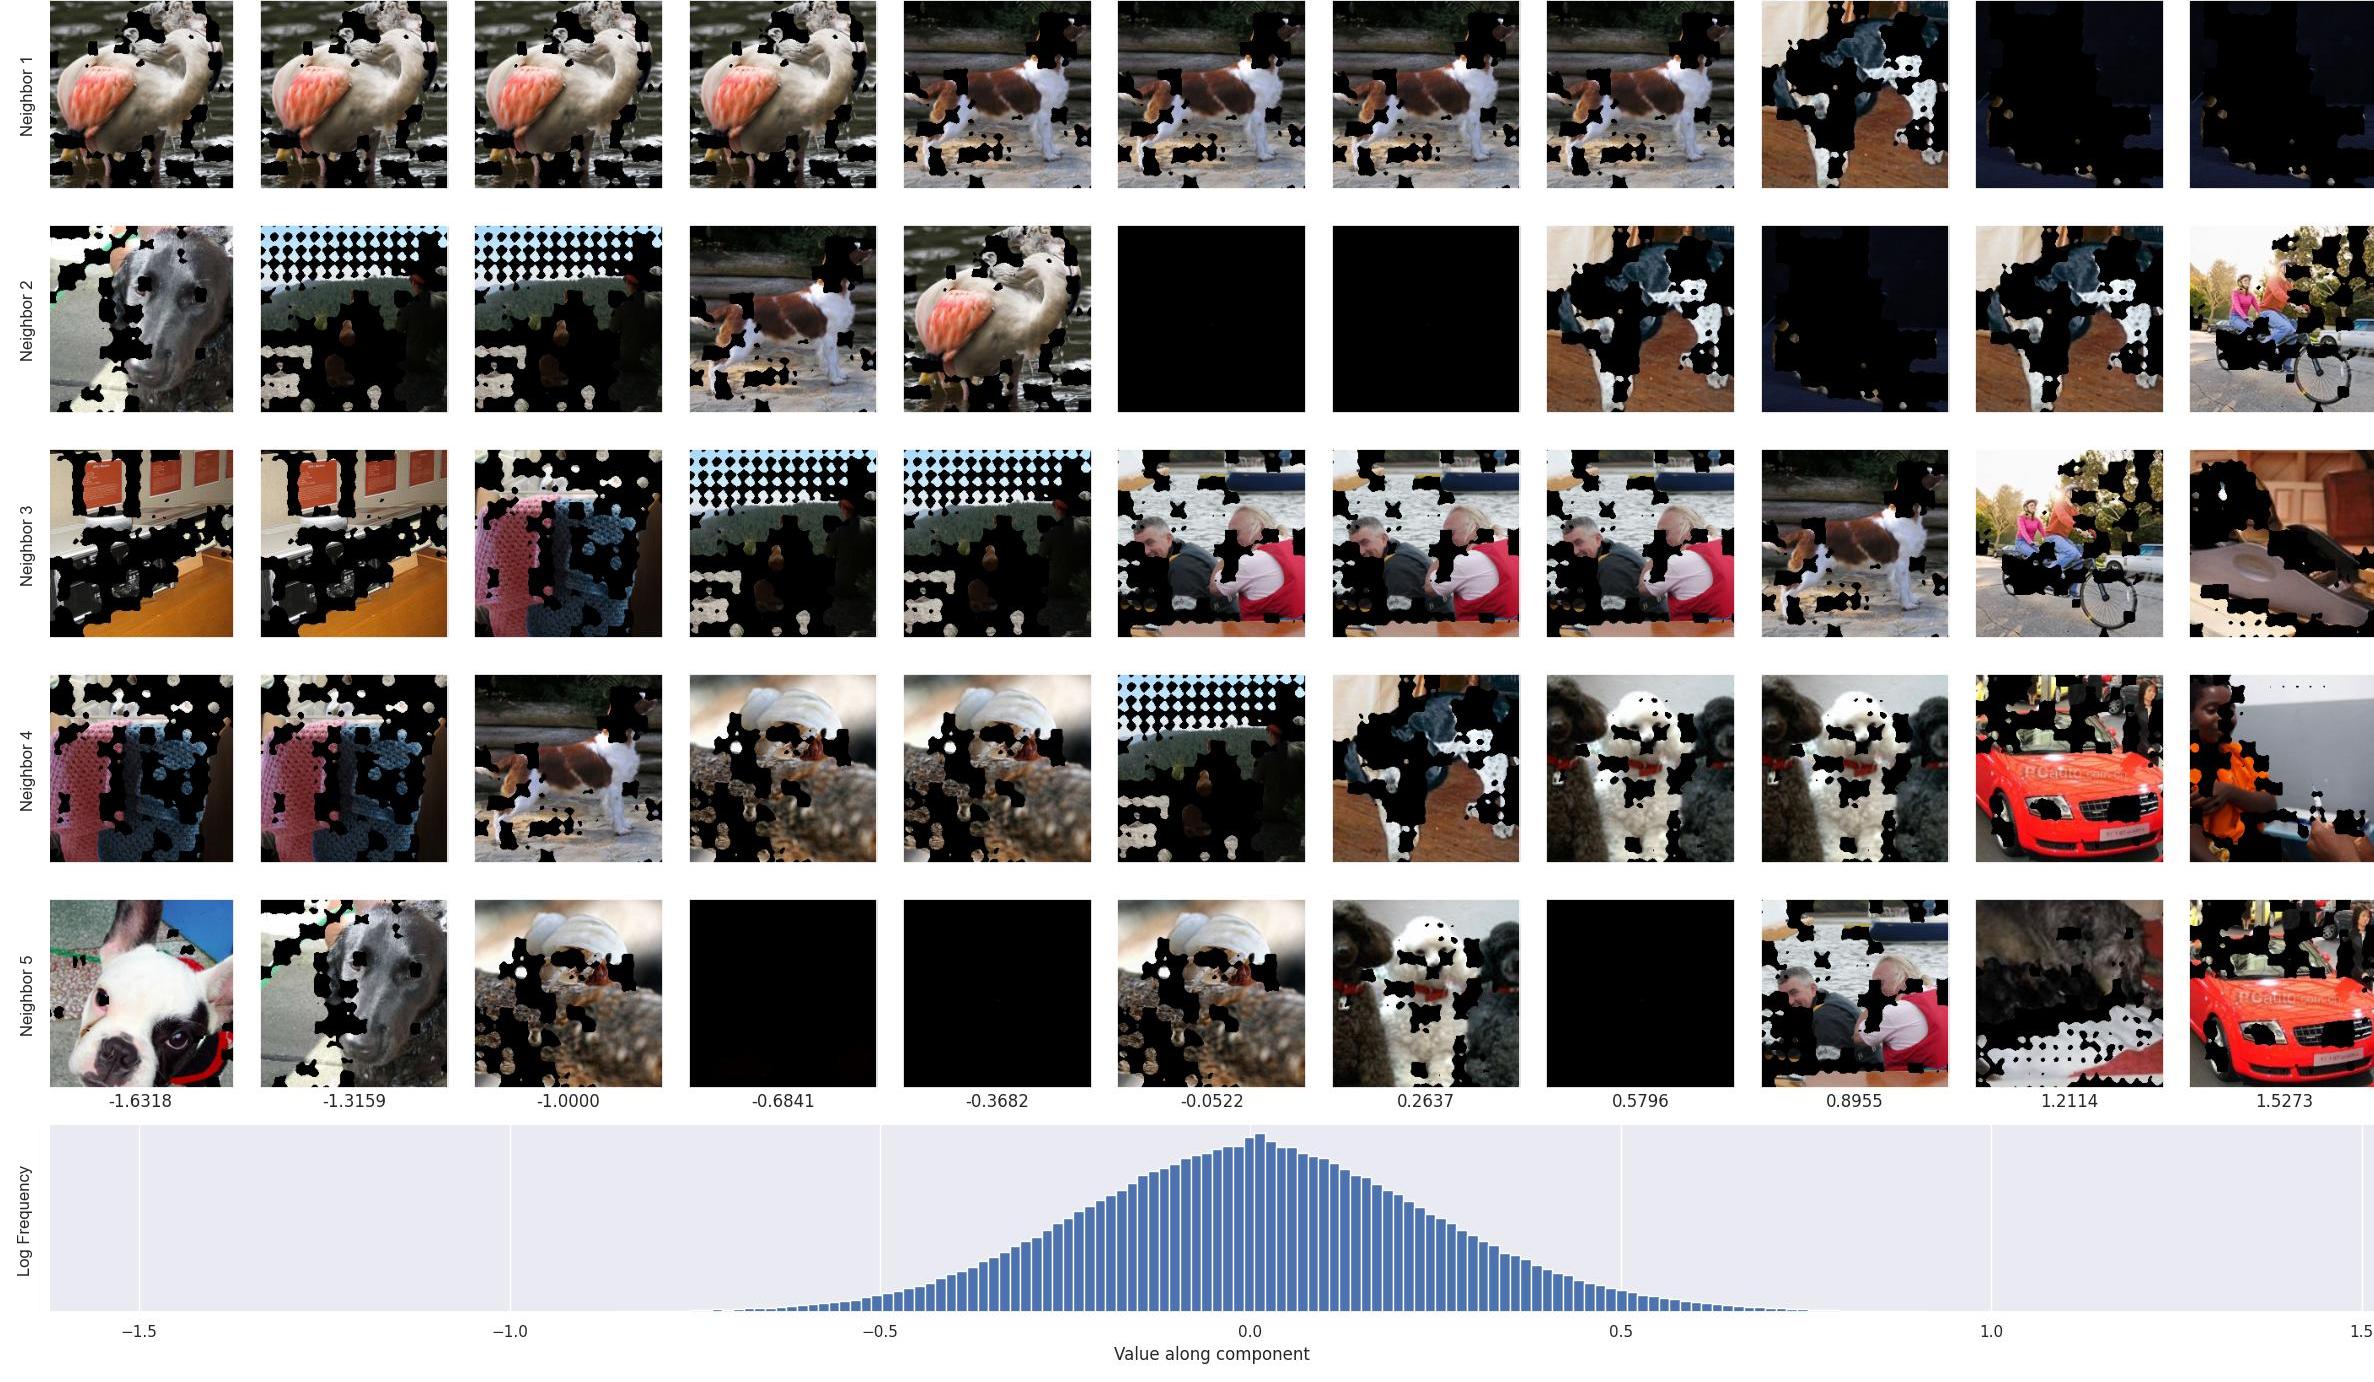 Neighbor 1
Neighbor 2
Neighbor 3
Neighbor 4
PCauto
Neighbor 5
PCauto
-1.6318 -1.3159 -1.0000 -0.6841 -0.3682 -0.0522 0.2637 0.5796 0.8955 1.2114 1.5273
Log Frequency
−1.5 −1.0 −0.5 0.0 0.5 1.0 1.5
Value along component